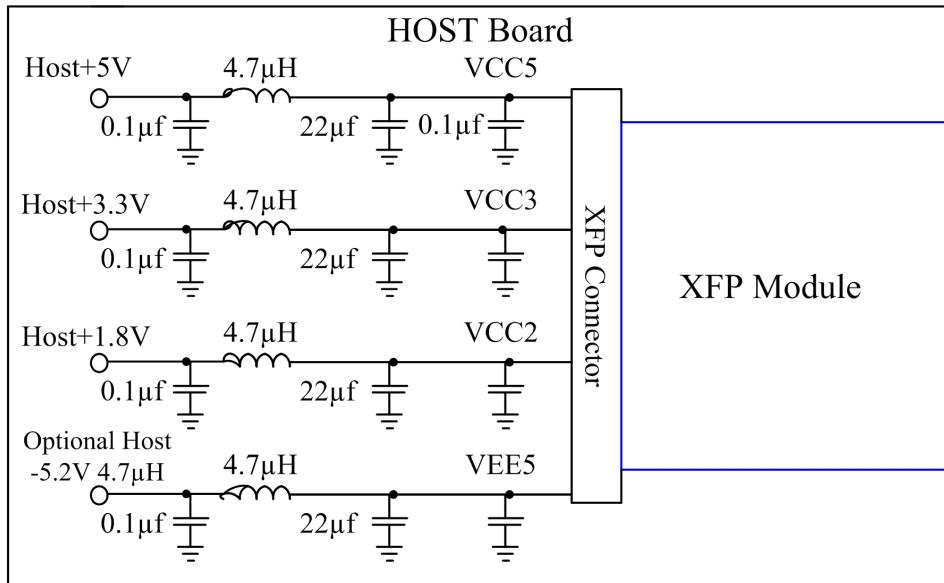 HOST Board
Host+5V
4.7µH
VCC5
0.1µf
22µf
0.1µf
Host+3.3V
4.7µH
VCC3
0.1µf
22µf
Host+1.8V
4.7µH
VCC2
0.1µf
22µf
Optional Host
-5.2V 4.7µH
4.7µH
VEE5
0.1µf
22µf
XFP Connector
XFP Module